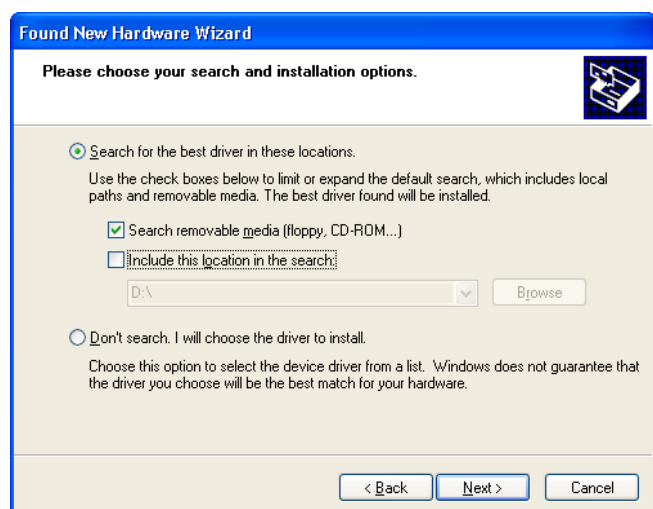 Found New Hardware Wizard
Please choose your search and installation options.
Search for the best driver in these locations.
Use the check boxes below to limit or expand the default search, which includes local
paths and removable media. The best driver found will be installed.
Search removable media (floppy, CD-ROM...)
Include this location in the search:
D:\
Browse
Don't search. I will choose the driver to install.
Choose this option to select the device driver from a list.  Windows does not guarantee that
the driver you choose will be the best match for your hardware.
< Back
Next >
Cancel